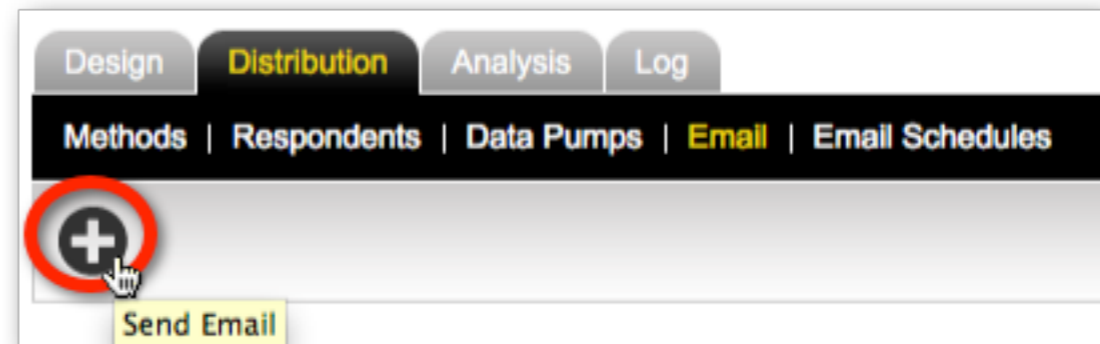 Design Distribution Analysis Log
Methods | Respondents | Data Pumps | Email | Email Schedules
Send Email